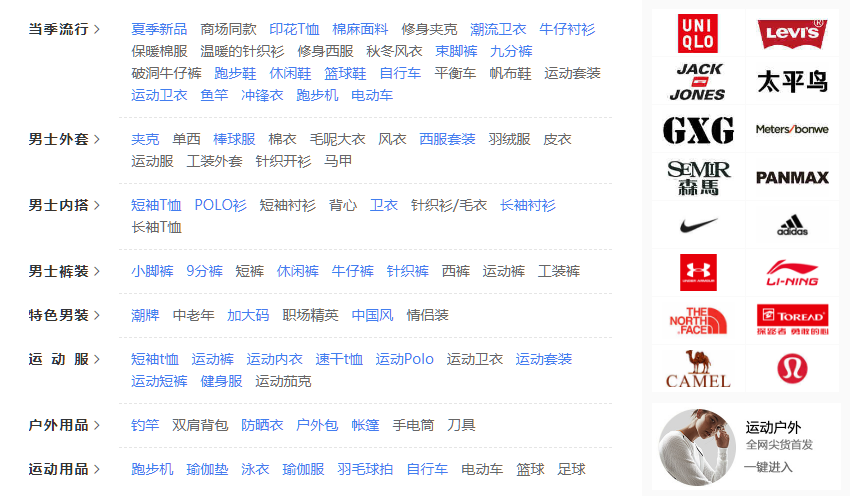 当季流行 > 夏季新品 商场同款 印花T恤 棉麻面料 修身夹克 潮流卫衣 牛仔衬衫
保暖棉服 温暖的针织衫 修身西服 秋冬风衣 束脚裤 九分裤
破洞牛仔裤 跑步鞋 休闲鞋 篮球鞋 自行车 平衡车 帆布鞋 运动套装
运动卫衣 鱼竿 冲锋衣 跑步机 电动车
男士外套 > 夹克 单西 棒球服 棉衣 毛呢大衣 风衣 西服套装 羽绒服 皮衣
运动服 工装外套 针织开衫 马甲
男士内搭 > 短袖T恤 POLO衫 短袖衬衫 背心 卫衣 针织衫/毛衣 长袖衬衫
长袖T恤
男士裤装 > 小脚裤 9分裤 短裤 休闲裤 牛仔裤 针织裤 西裤 运动裤 工装裤
特色男装 > 潮牌 中老年 加大码 职场精英 中国风 情侣装
运 动 服 > 短袖t恤 运动裤 运动内衣 速干t恤 运动Polo 运动卫衣 运动套装
运动短裤 健身服 运动茄克
户外用品 > 钓竿 双肩背包 防晒衣 户外包 帐篷 手电筒 刀具
运动用品 > 跑步机 瑜伽垫 泳衣 瑜伽服 羽毛球拍 自行车 电动车 篮球 足球
UNI
QLO
LEVI'S®
JACK
JONES
太平鸟
GXG
Meters/bonwe
SEMIR
森馬
PANMAX
adidas
UNDER ARMOUR
LI-NING
THE
NORTH
FACE
TOREAD
探路者 勇敢的心
CAMEL
运动户外
全网尖货首发
一键进入